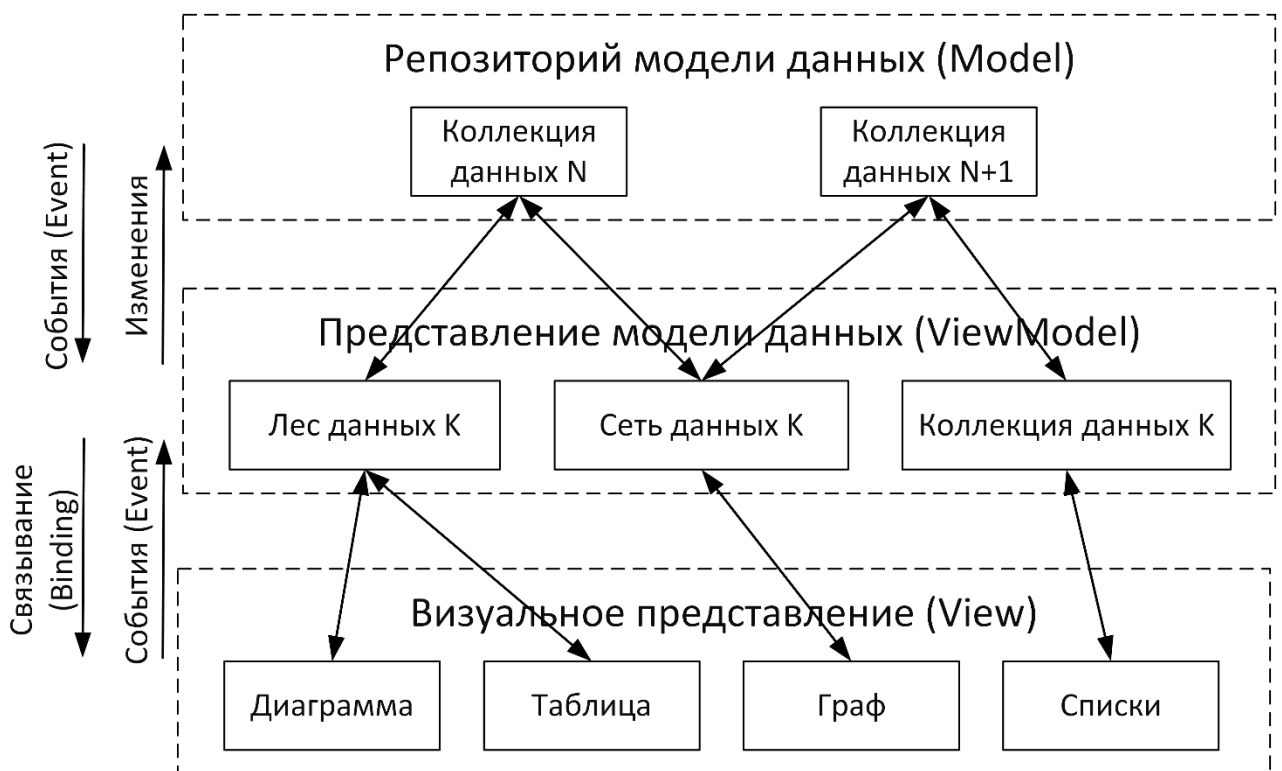 Репозиторий модели данных (Model)
Коллекция
данных N
Коллекция
данных N+1
События (Event)
Изменения
Представление модели данных (ViewModel)
Лес данных K
Сеть данных K
Коллекция данных K
Связывание
(Binding)
События (Event)
Визуальное представление (View)
Диаграмма
Таблица
Граф
Списки